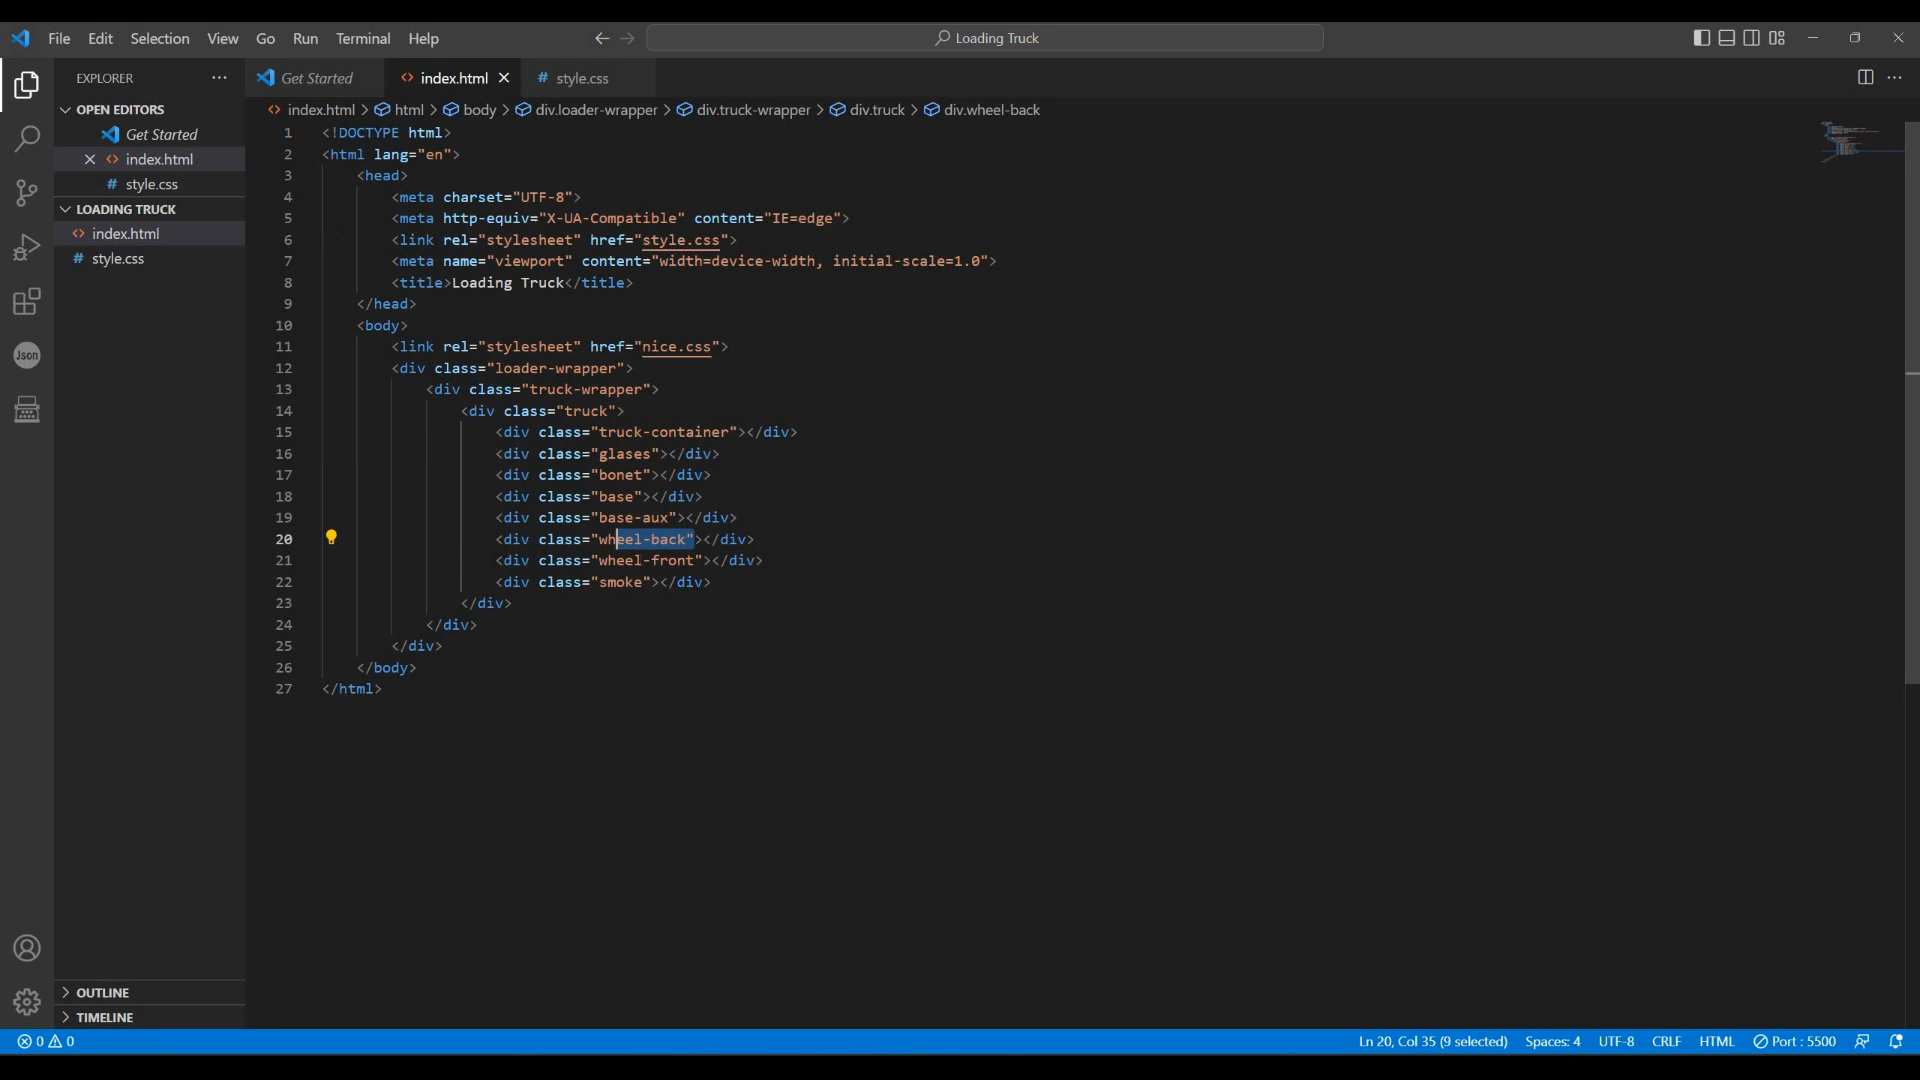 File Edit Selection View Go Run Terminal Help
Loading Truck
EXPLORER
OPEN EDITORS
Get Started
index.html
style.css
LOADING TRUCK
index.html
style.css
OUTLINE
TIMELINE
Json
Get Started index.html style.css
index.html > html > body > div.loader-wrapper > div.truck-wrapper > div.truck > div.wheel-back
1 <!DOCTYPE html>
2 <html lang="en">
3 <head>
4 <meta charset="UTF-8">
5 <meta http-equiv="X-UA-Compatible" content="IE=edge">
6 <link rel="stylesheet" href="style.css">
7 <meta name="viewport" content="width=device-width, initial-scale=1.0">
8 <title>Loading Truck</title>
9 </head>
10 <body>
11 <link rel="stylesheet" href="nice.css">
12 <div class="loader-wrapper">
13 <div class="truck-wrapper">
14 <div class="truck">
15 <div class="truck-container"></div>
16 <div class="glases"></div>
17 <div class="bonet"></div>
18 <div class="base"></div>
19 <div class="base-aux"></div>
20 <div class="wheel-back"></div>
21 <div class="wheel-front"></div>
22 <div class="smoke"></div>
23 </div>
24 </div>
25 </div>
26 </body>
27 </html>
0 0 Ln 20, Col 35 (9 selected) Spaces: 4 UTF-8 CRLF HTML Port : 5500